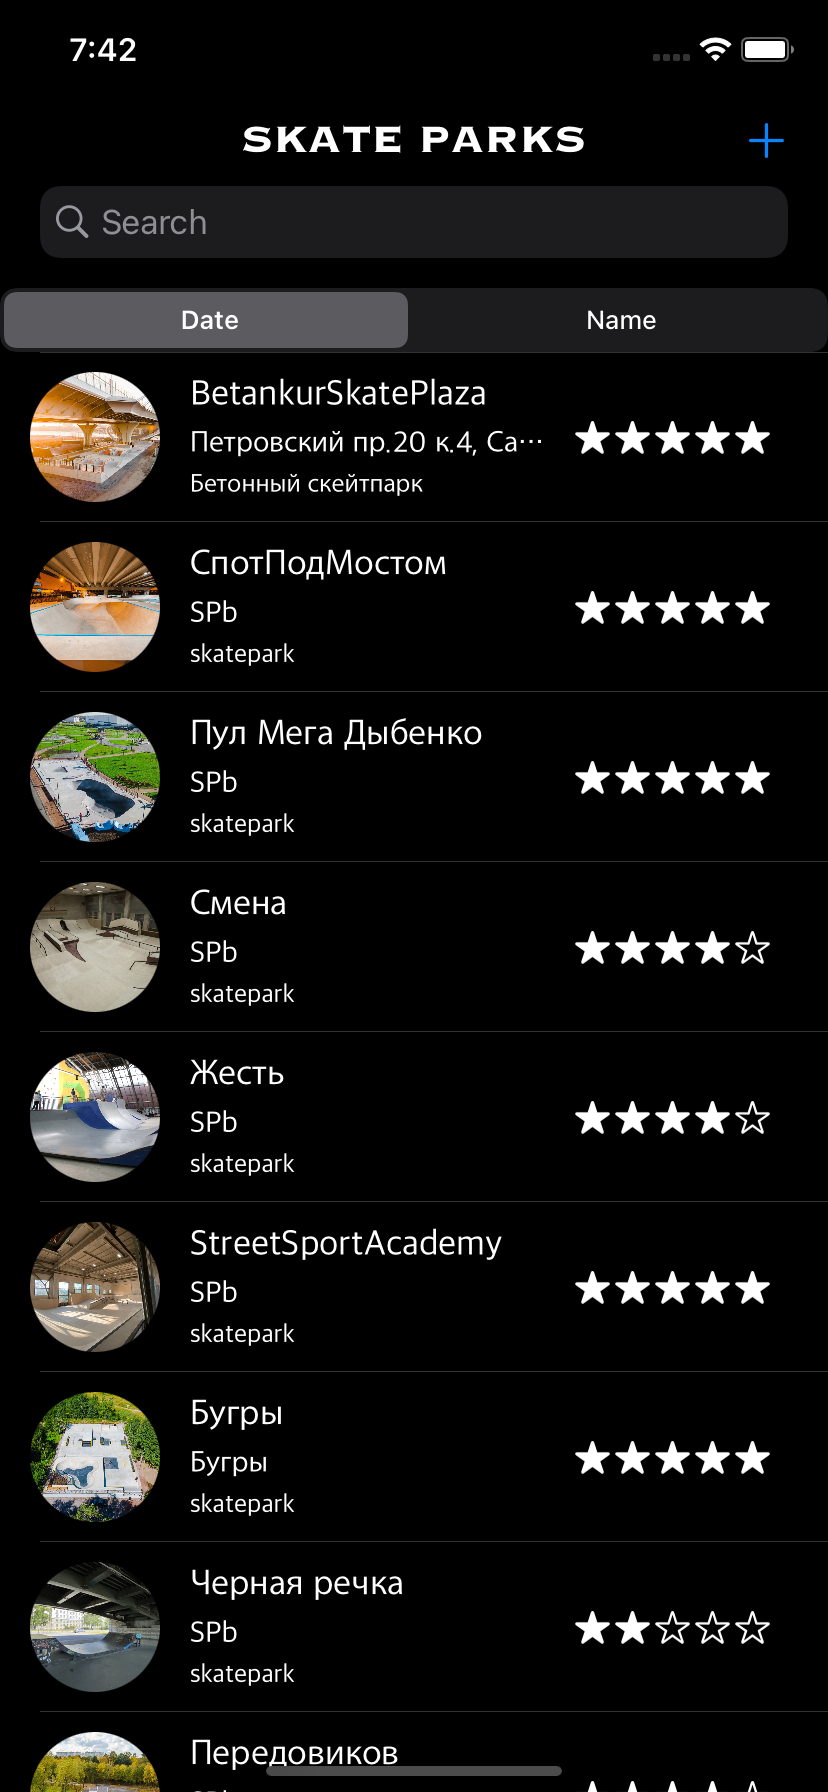 7:42
SKATE PARKS
Search
Date
Name
BetankurSkatePlaza
Петровский пр.20 к.4, Са...
Бетонный скейтпарк
СпотПодМостом
SPb
skatepark
Пул Мега Дыбенко
SPb
skatepark
Смена
SPb
skatepark
Жесть
SPb
skatepark
StreetSportAcademy
SPb
skatepark
Бугры
Бугры
skatepark
Черная речка
SPb
skatepark
Передовиков